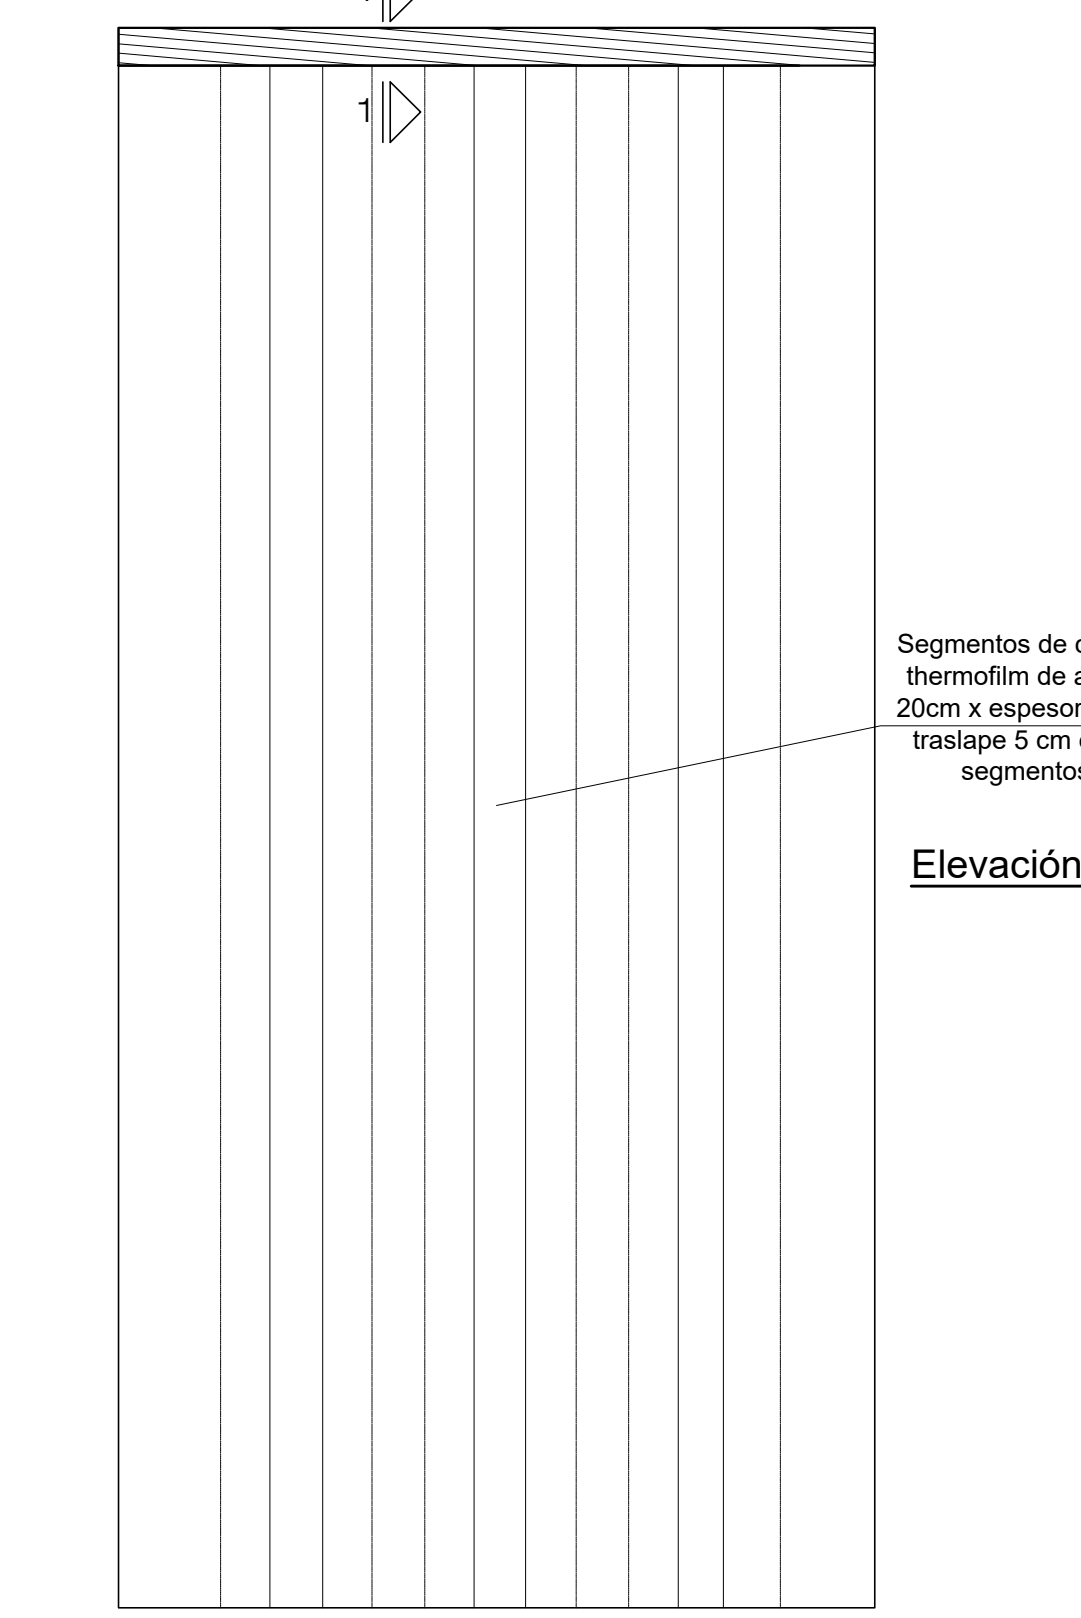 1
Segmentos de
thermofilm de
20cm x espesor
traslape 5 cm
segmentos
Elevación